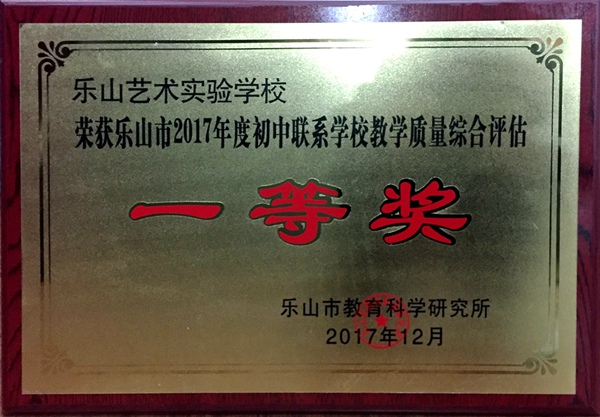 乐山艺术实验学校
荣获乐山市2017年度初中联系学校教学质量综合评估
一等奖
乐山市教育科学研究所
2017年12月